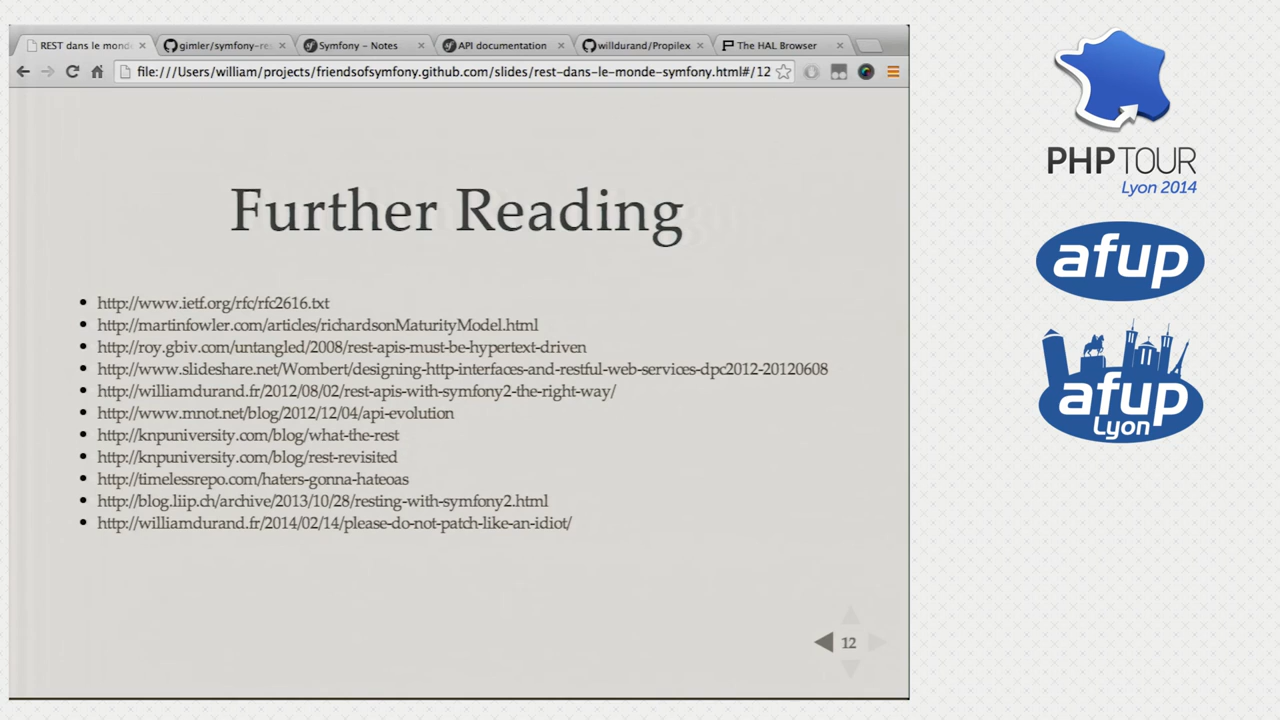 REST dans le mond
gimler/symfony-res
Symfony – Notes
API documentation
willdurand/Propilex
The HAL Browser
file:///Users/william/projects/friendsofsymfony.github.com/slides/rest-dans-le-monde-symfony.html#/12
Further Reading
http://www.ietf.org/rfc/rfc2616.txt
http://martinfowler.com/articles/richardsonMaturityModel.html
http://roy.gbiv.com/untangled/2008/rest-apis-must-be-hypertext-driven
http://www.slideshare.net/Wombert/designing-http-interfaces-and-restful-web-services-dpc2012-20120608
http://williamdurand.fr/2012/08/02/rest-apis-with-symfony2-the-right-way/
http://www.mnot.net/blog/2012/12/04/api-evolution
http://knpuniversity.com/blog/what-the-rest
http://knpuniversity.com/blog/rest-revisited
http://timelessrepo.com/haters-gonna-hateoas
http://blog.liip.ch/archive/2013/10/28/resting-with-symfony2.html
http://williamdurand.fr/2014/02/14/please-do-not-patch-like-an-idiot/
12
PHPTOUR
Lyon 2014
afup
afup
Lyon